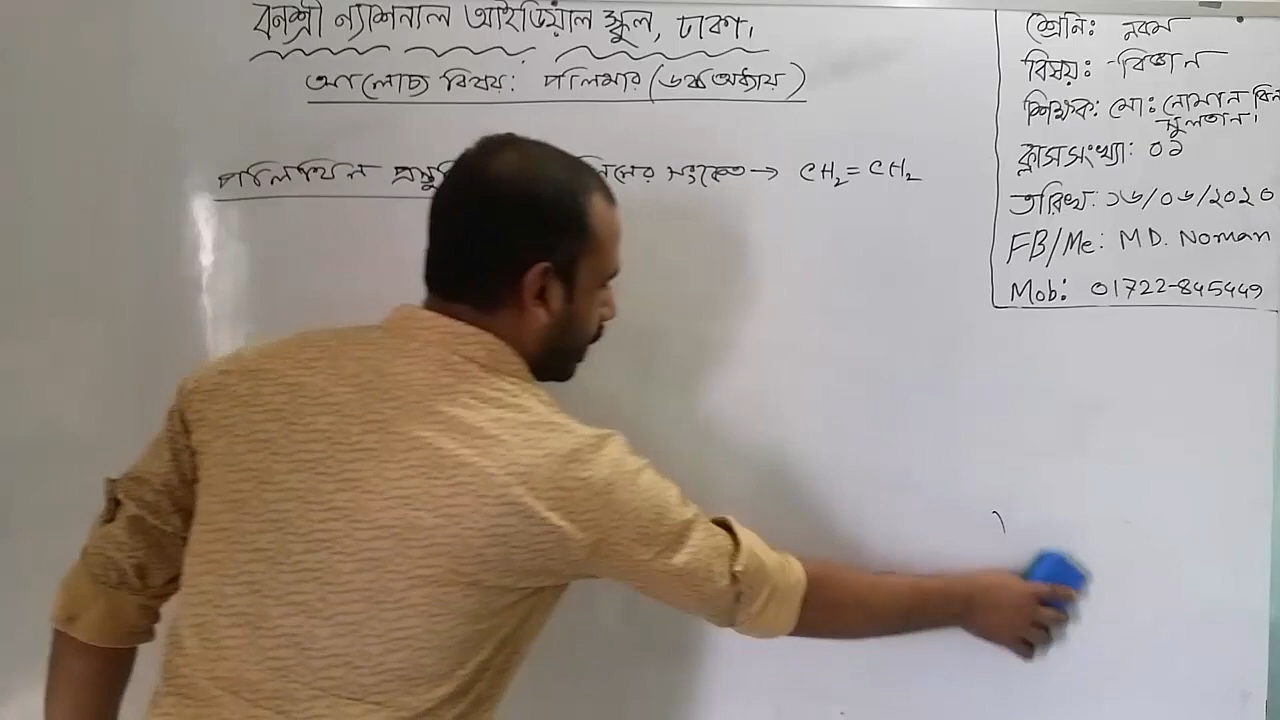 বনশ্রী ন্যাশনাল আইডিয়াল স্কুল, ঢাকা।
আলোচ্য বিষয়: পলিমার (৬ষ্ঠ অধ্যায়)
পলিথিন সংকেত → CH₂ = CH₂
শ্রেনিঃ নবম
বিষয়ঃ - বিজ্ঞান
শিক্ষক: মোঃ নোমান বিন
সুলতান।
ক্লাসসংখ্যাঃ ০১
তারিখ: ১৬/০৬/২০২০
FB/Me: MD. Noman
Mob: 01722-845449